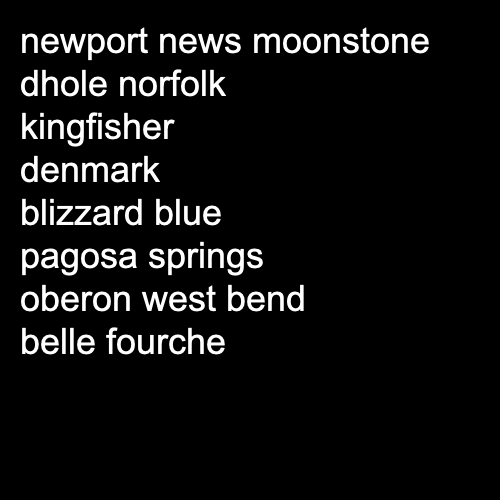 newport news moonstone
dhole norfolk
kingfisher
denmark
blizzard blue
pagosa springs
oberon west bend
belle fourche